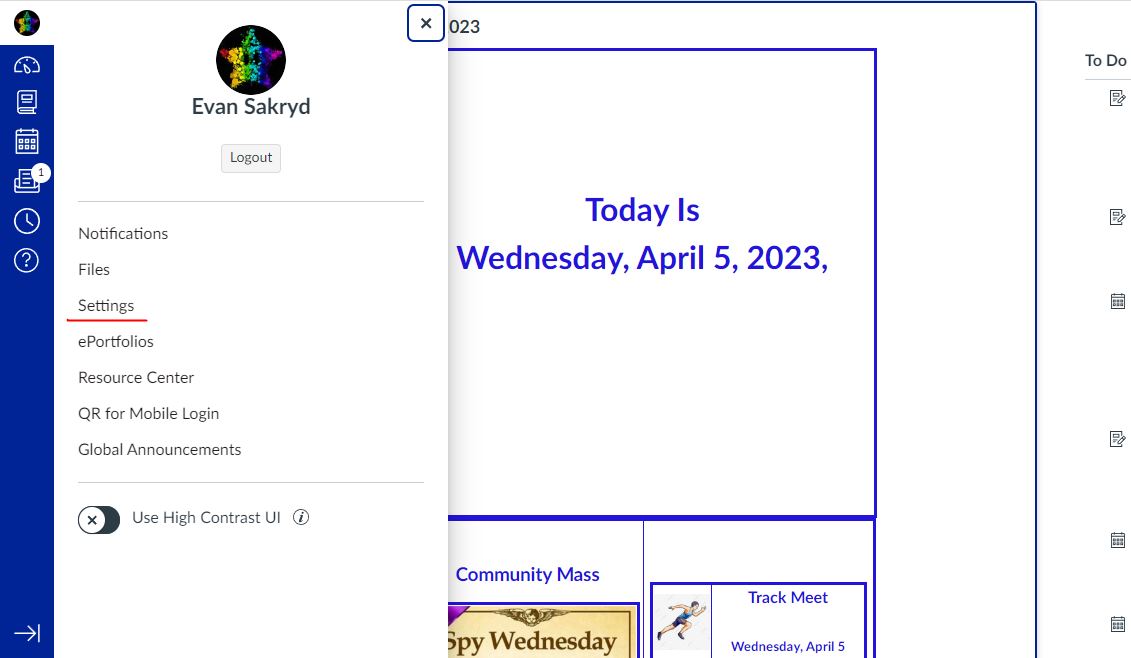 Evan Sakryd
Logout
Notifications
Files
Settings
ePortfolios
Resource Center
QR for Mobile Login
Global Announcements
Use High Contrast UI
1
023
Today Is
Wednesday, April 5, 2023,
Community Mass
Spy Wednesday
Track Meet
Wednesday, April 5
To Do